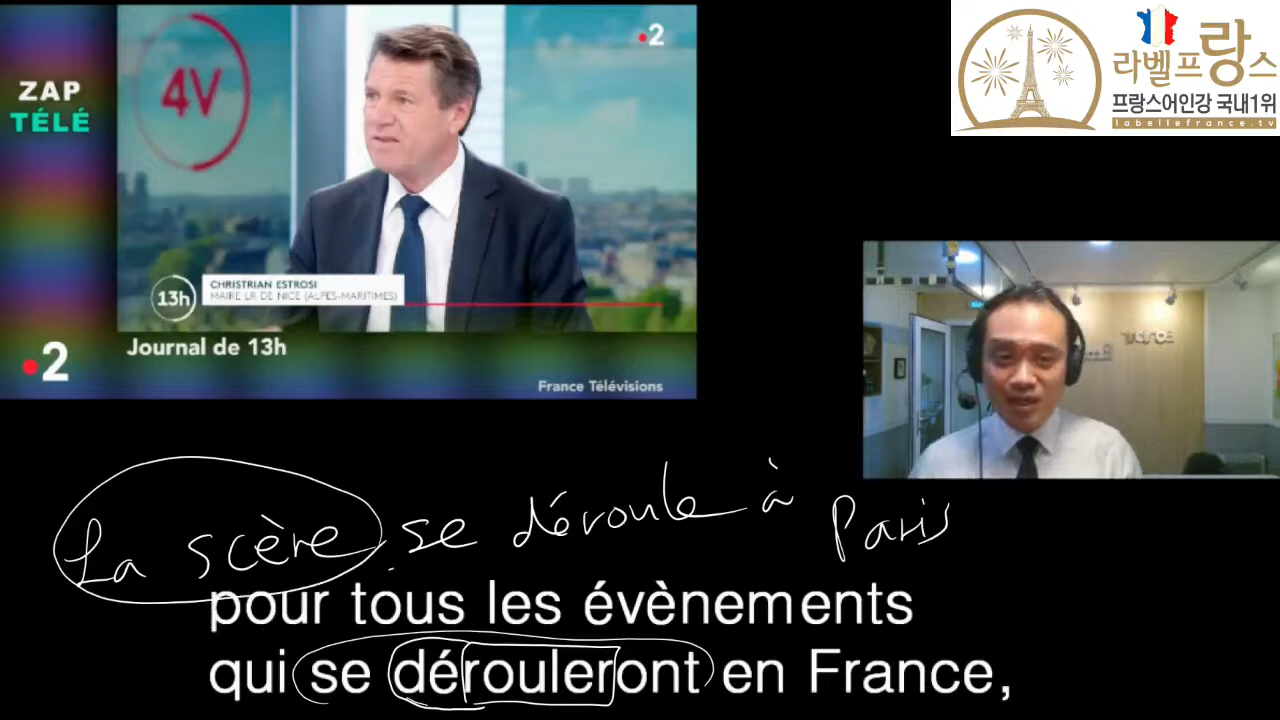 ZAP
TÉLÉ
4V
2
13h
CHRISTRIAN ESTROSI
MAIRE LR DE NICE (ALPES-MARITIMES)
2
Journal de 13h
France Télévisions
라벨프랑스
프랑스어인강 국내1위
labellefrance.tv
La scène se déroule à Paris
pour tous les évènements
qui se dérouleront en France,